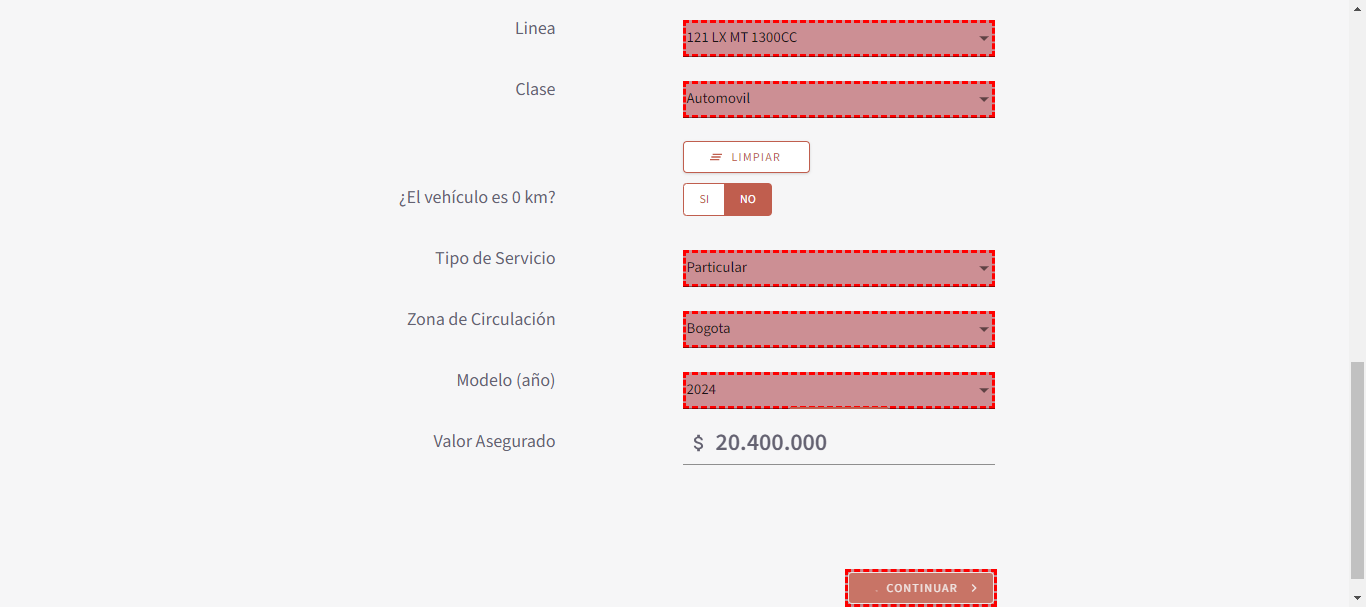 Linea
121 LX MT 1300CC
Clase
Automovil
LIMPIAR
¿El vehículo es 0 km?
SI NO
Tipo de Servicio
Particular
Zona de Circulación
Bogota
Modelo (año)
2024
Valor Asegurado
$ 20.400.000
CONTINUAR